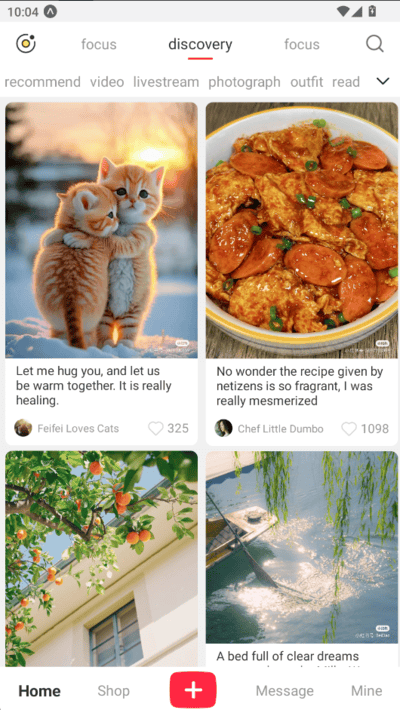 10:04
focus
discovery
focus
recommend
video
livestream
photograph
outfit
read
Let me hug you, and let us
be warm together. It is really
healing.
Feifei Loves Cats
325
No wonder the recipe given by
netizens is so fragrant, I was
really mesmerized
Chef Little Dumbo
1098
A bed full of clear dreams
Home
Shop
Message
Mine